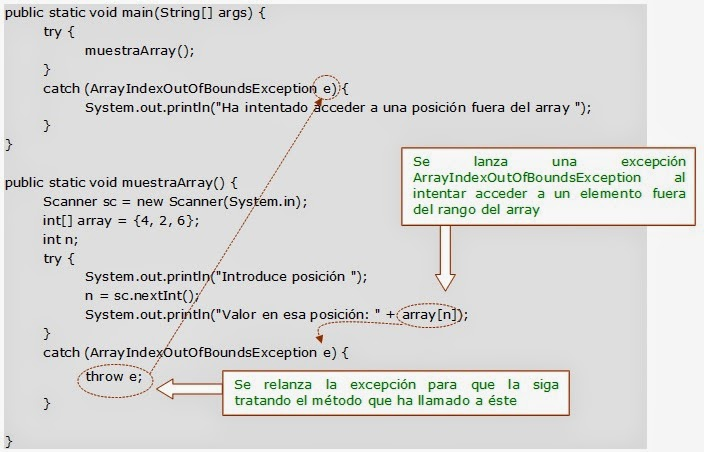 public static void main(String[] args) {
try {
muestraArray();
}
catch (ArrayIndexOutOfBoundsException e) {
System.out.println("Ha intentado acceder a una posición fuera del array ");
}
}
public static void muestraArray() {
Scanner sc = new Scanner(System.in);
int[] array = {4, 2, 6};
int n;
try {
System.out.println("Introduce posición ");
n = sc.nextInt();
System.out.println("Valor en esa posición: " + array[n]);
}
catch (ArrayIndexOutOfBoundsException e) {
throw e;
}
}
Se lanza una excepción
ArrayIndexOutOfBoundsException al
intentar acceder a un elemento fuera
del rango del array
Se relanza la excepción para que la siga
tratando el método que ha llamado a éste